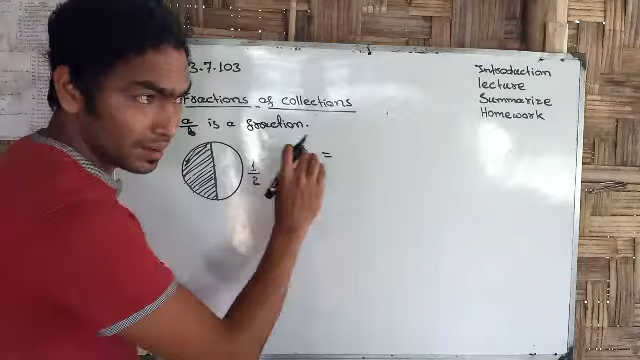 3.7.103
Fractions of collections
a/b is a fraction.
1/2
=
Introduction
lecture
Summarize
Homework